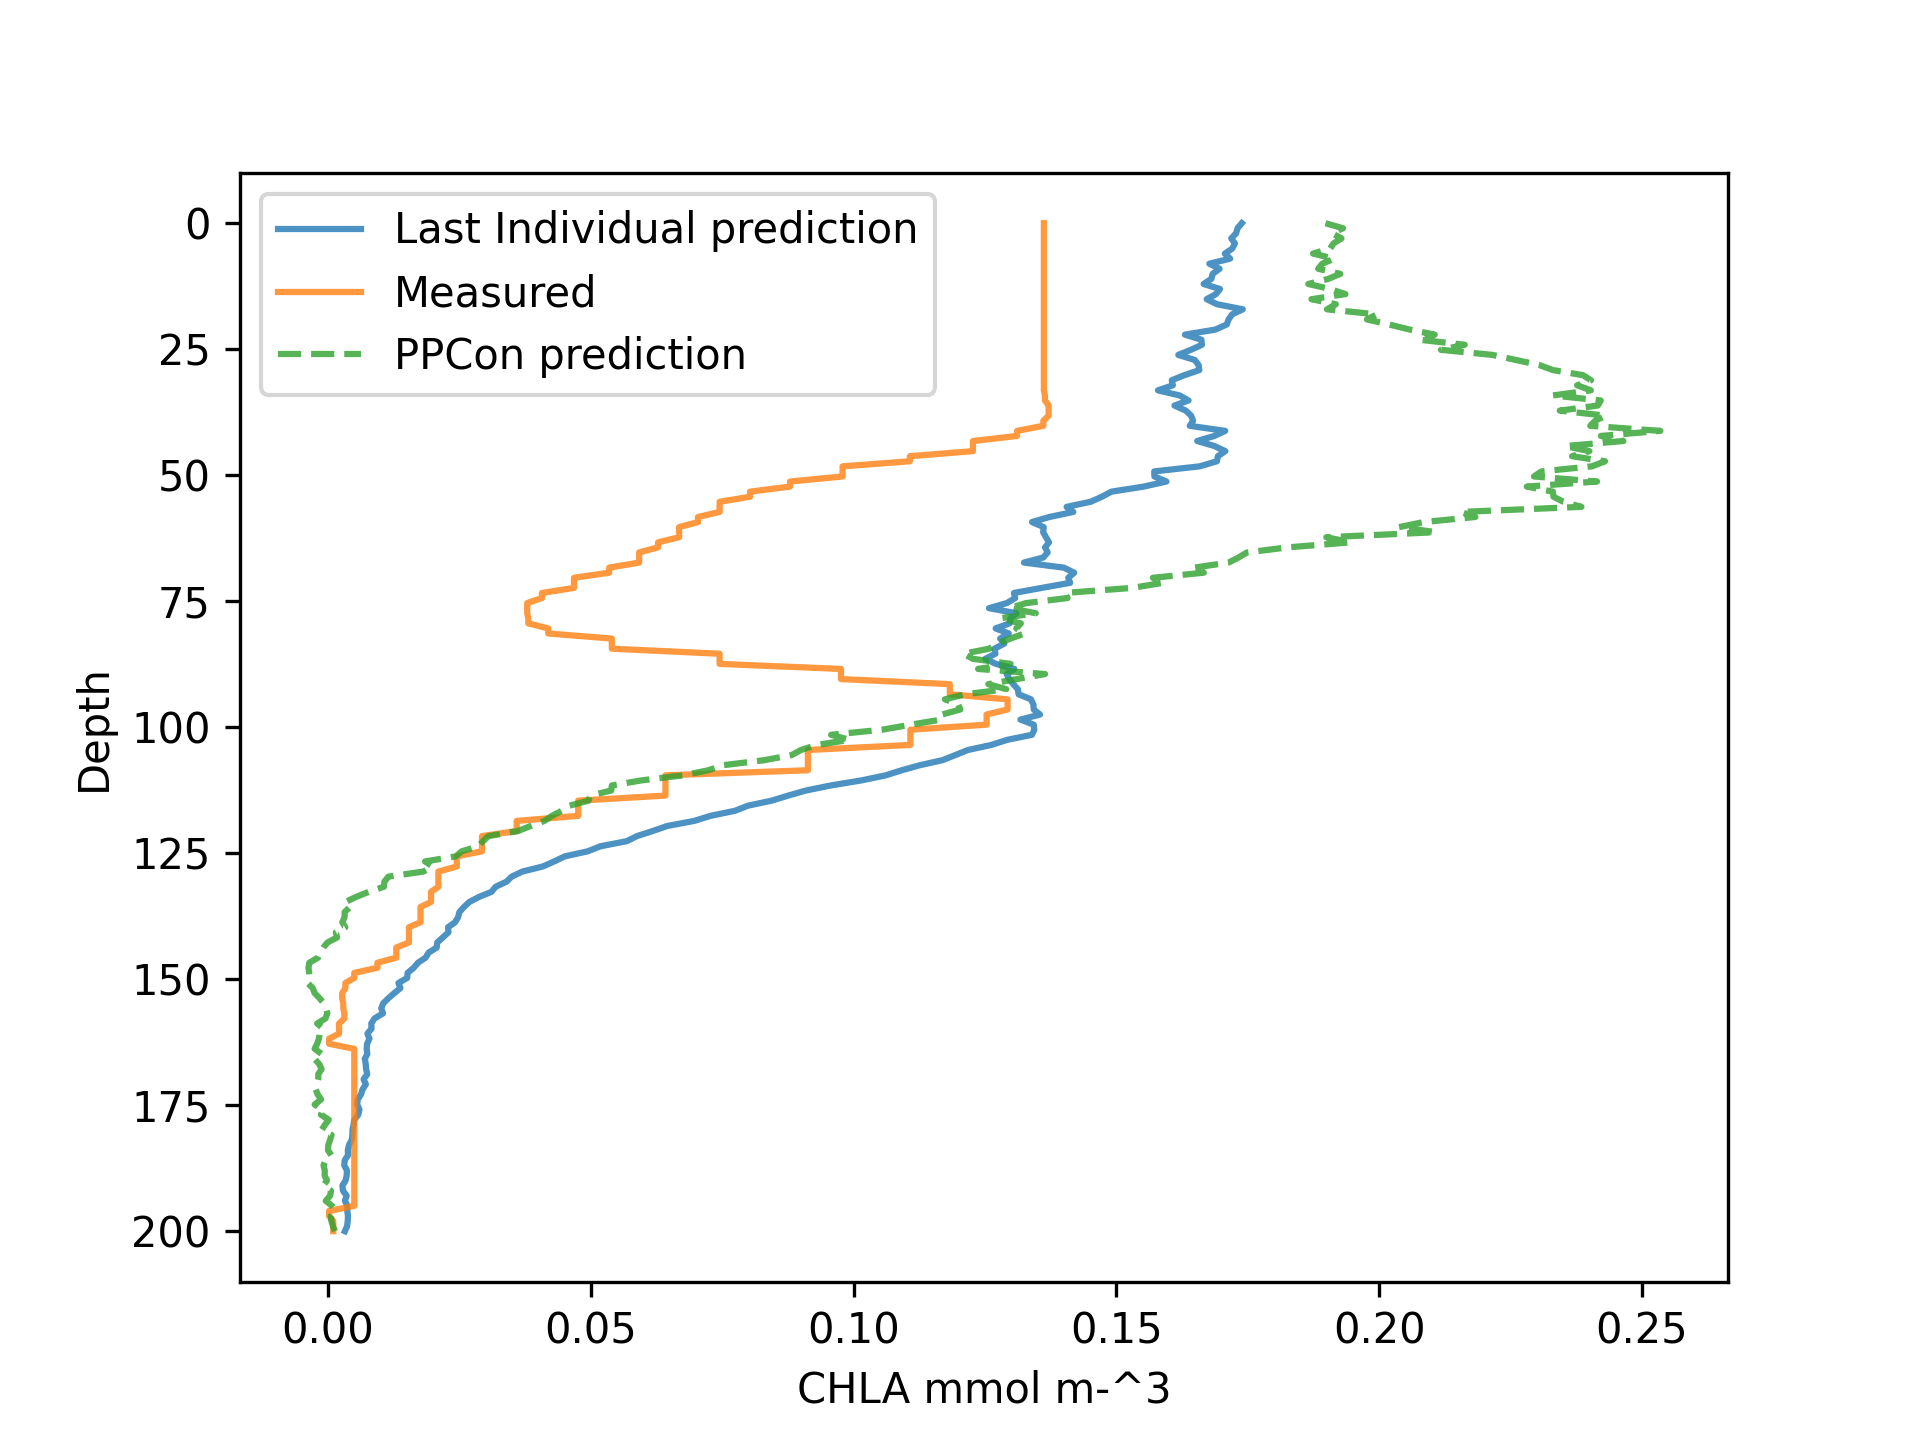 Last Individual prediction
Measured
PPCon prediction
0
25
50
75
100
125
150
175
200
Depth
0.00 0.05 0.10 0.15 0.20 0.25
CHLA mmol m-^3